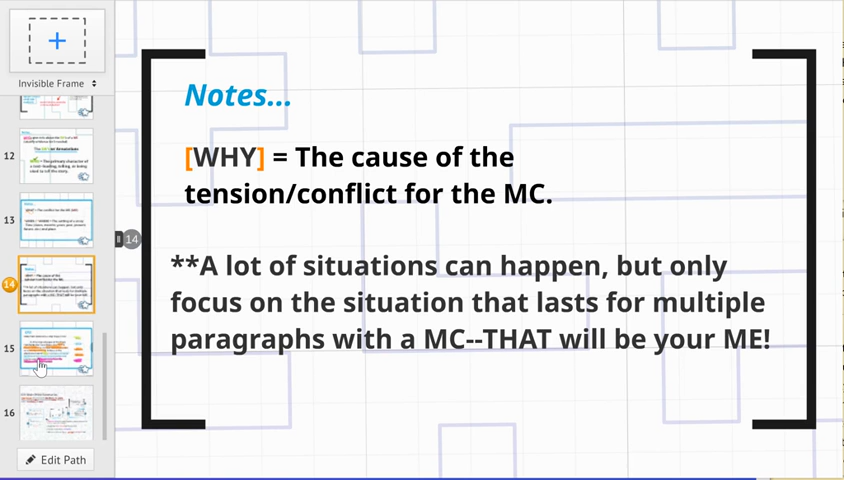 Invisible Frame
12
13
14
15
16
Edit Path
14
Notes...
[WHY] = The cause of the
tension/conflict for the MC.
**A lot of situations can happen, but only
focus on the situation that lasts for multiple
paragraphs with a MC--THAT will be your ME!